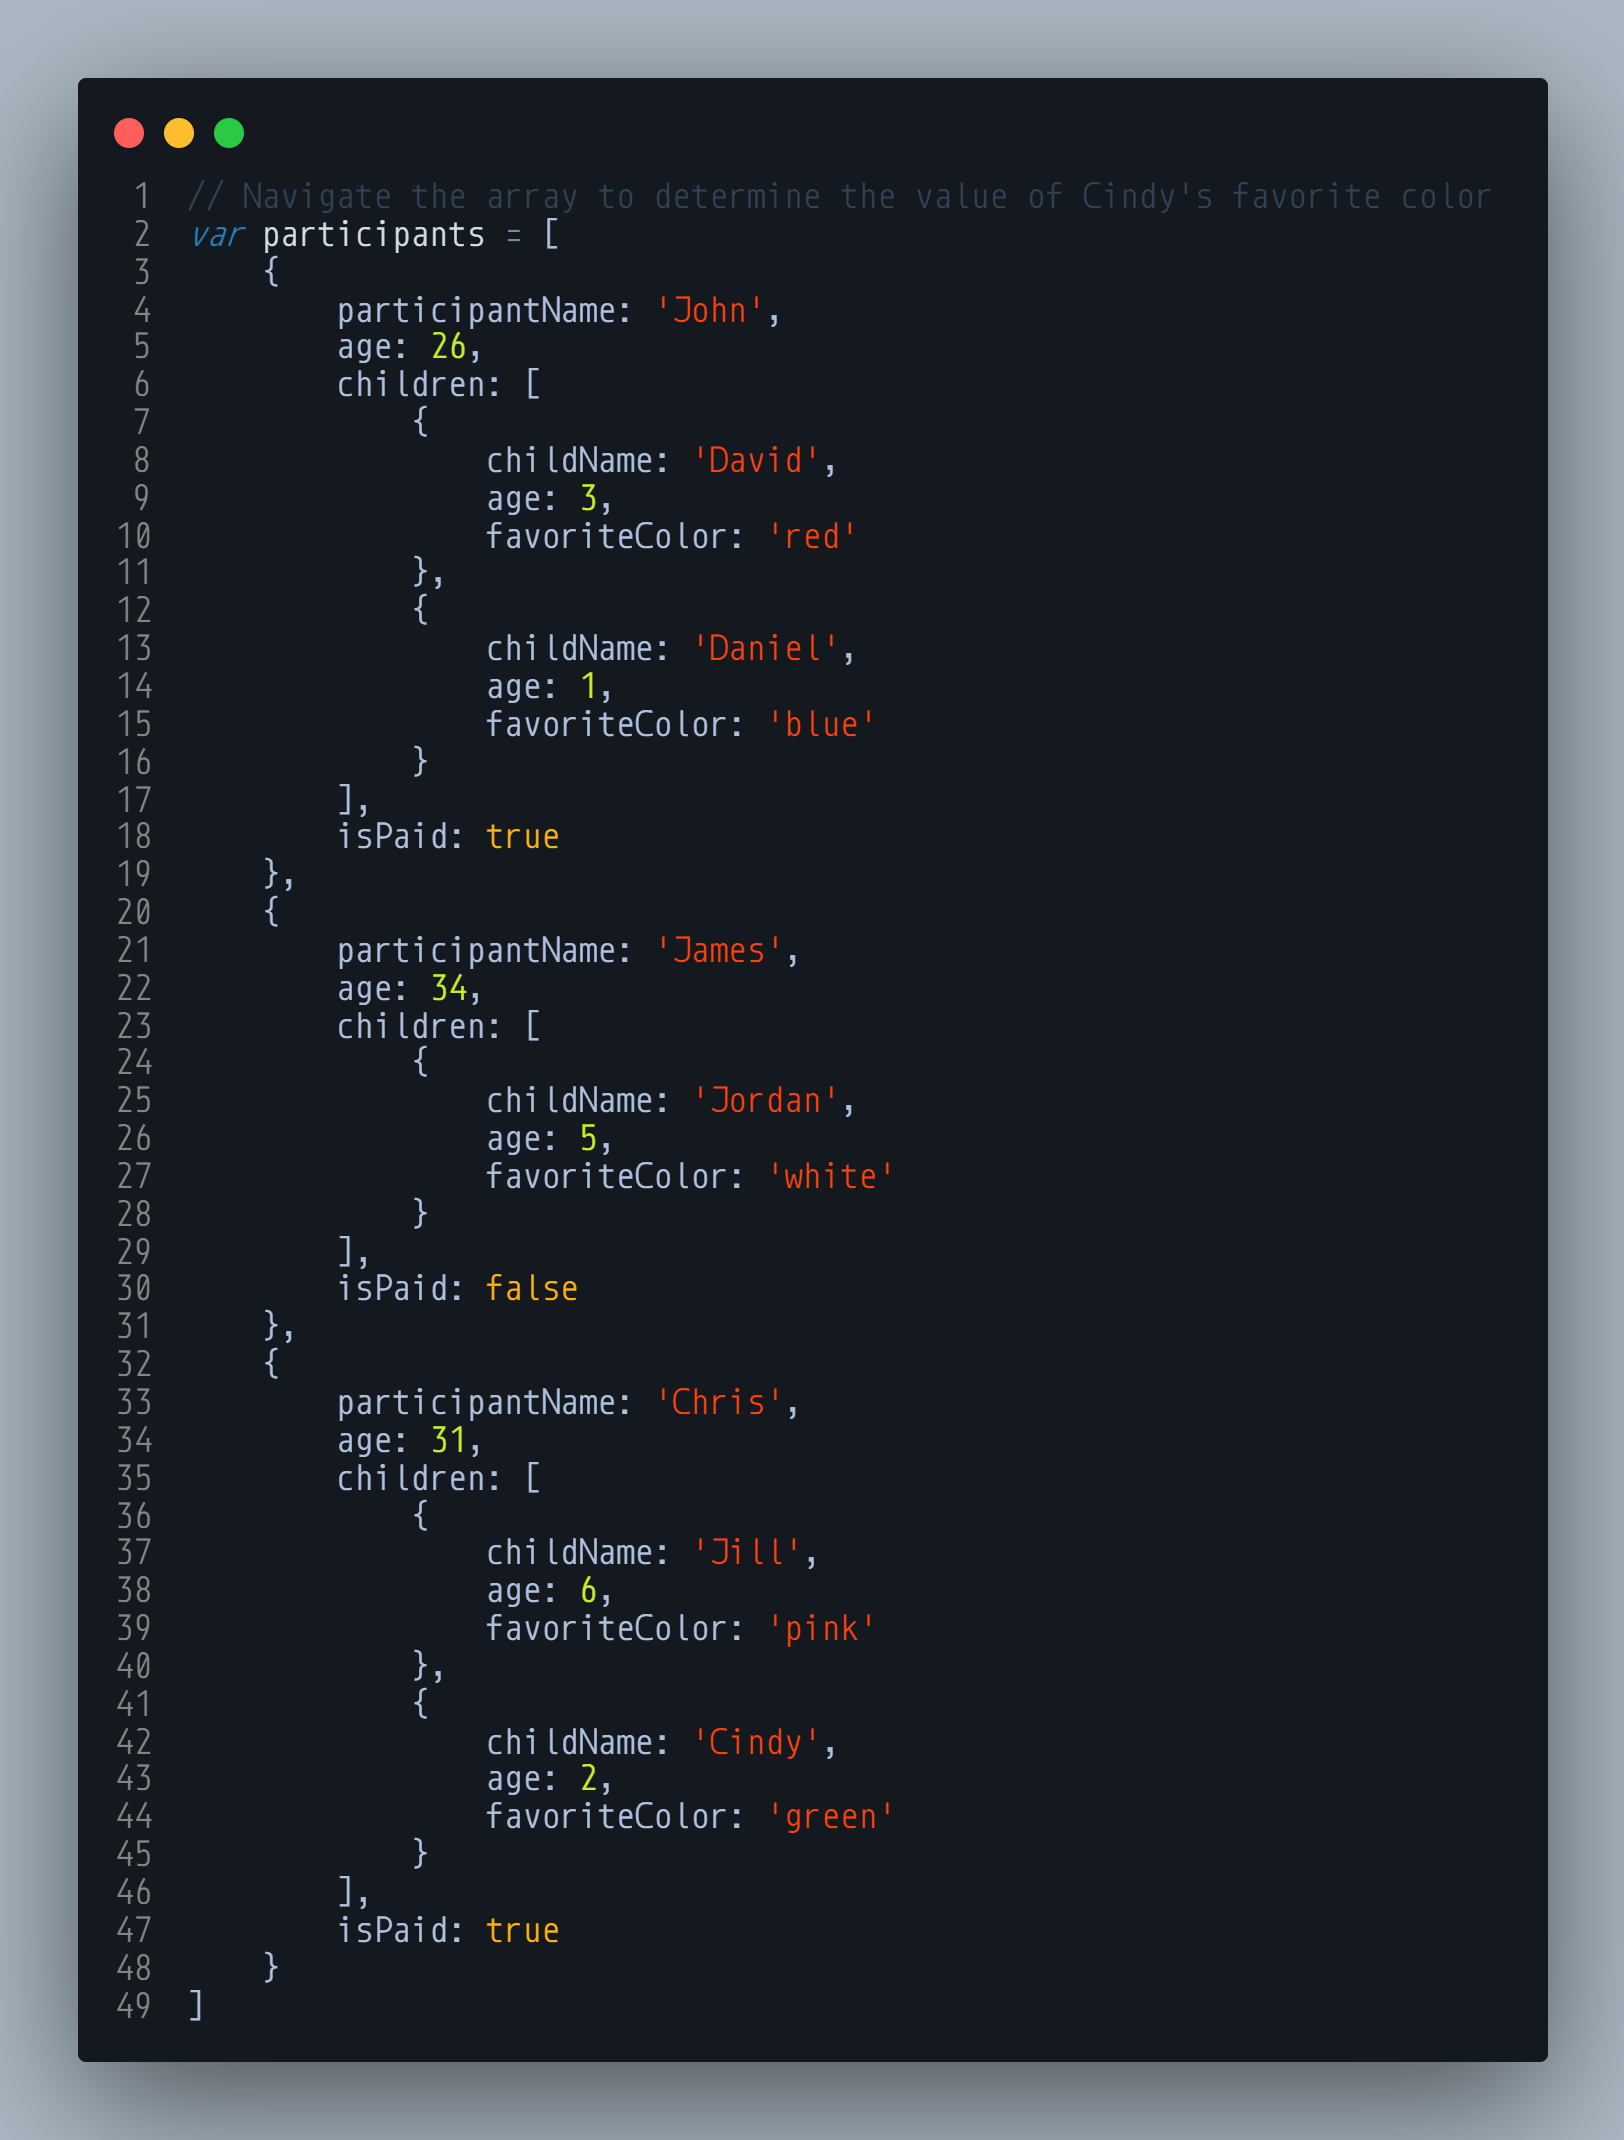 1 // Navigate the array to determine the value of Cindy's favorite color
2 var participants = [
3     {
4         participantName: 'John',
5         age: 26,
6         children: [
7             {
8                 childName: 'David',
9                 age: 3,
10                 favoriteColor: 'red'
11             },
12             {
13                 childName: 'Daniel',
14                 age: 1,
15                 favoriteColor: 'blue'
16             }
17         ],
18         isPaid: true
19     },
20     {
21         participantName: 'James',
22         age: 34,
23         children: [
24             {
25                 childName: 'Jordan',
26                 age: 5,
27                 favoriteColor: 'white'
28             }
29         ],
30         isPaid: false
31     },
32     {
33         participantName: 'Chris',
34         age: 31,
35         children: [
36             {
37                 childName: 'Jill',
38                 age: 6,
39                 favoriteColor: 'pink'
40             },
41             {
42                 childName: 'Cindy',
43                 age: 2,
44                 favoriteColor: 'green'
45             }
46         ],
47         isPaid: true
48     }
49 ]